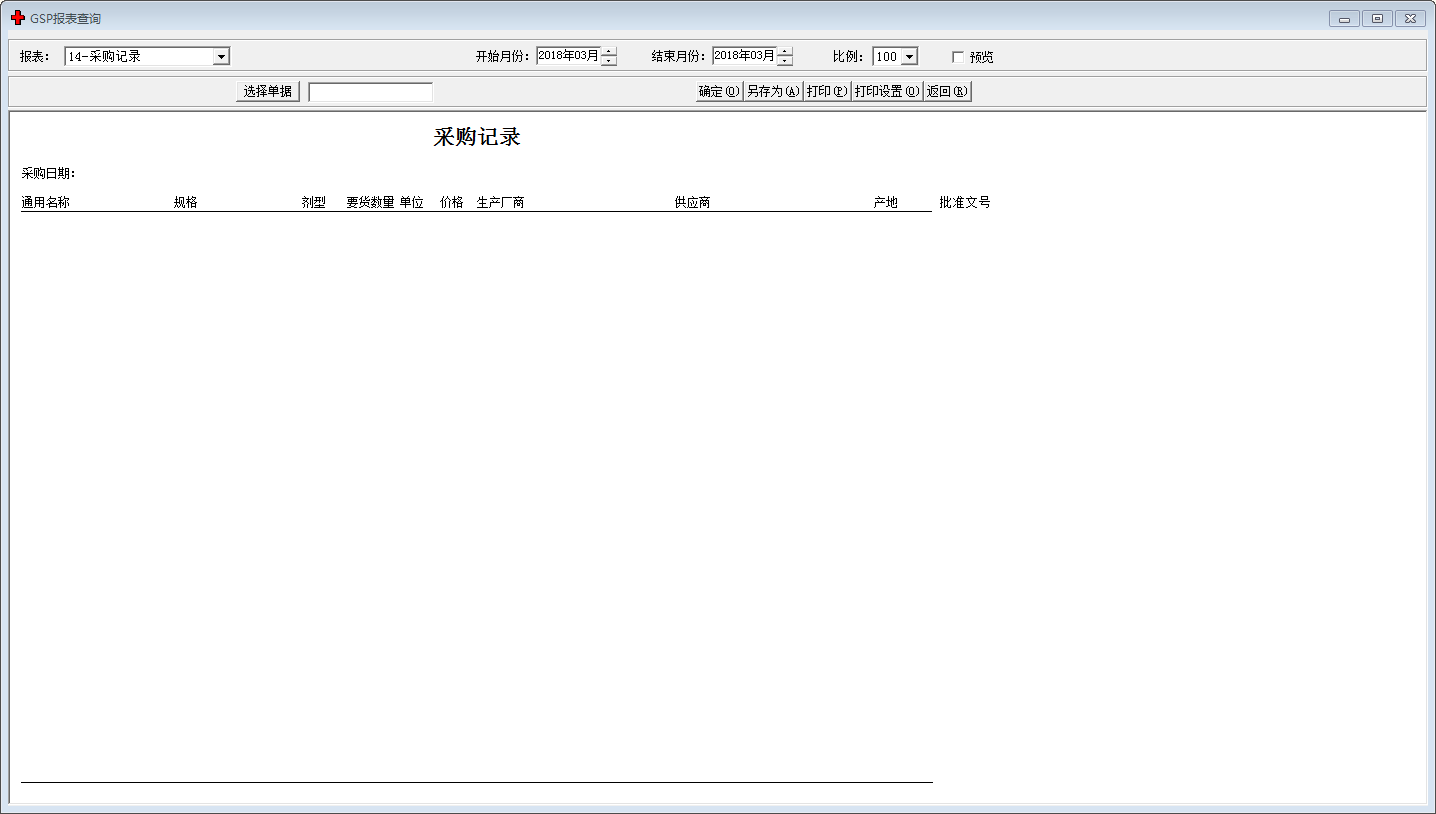 GSP报表查询
报表： 14-采购记录 开始月份： 2018年03月 结束月份： 2018年03月 比例： 100 预览
选择单据 确定(O) 另存为(A) 打印(P) 打印设置(O) 返回(R)
采购记录
采购日期：
通用名称 规格 剂型 要货数量 单位 价格 生产厂商 供应商 产地 批准文号